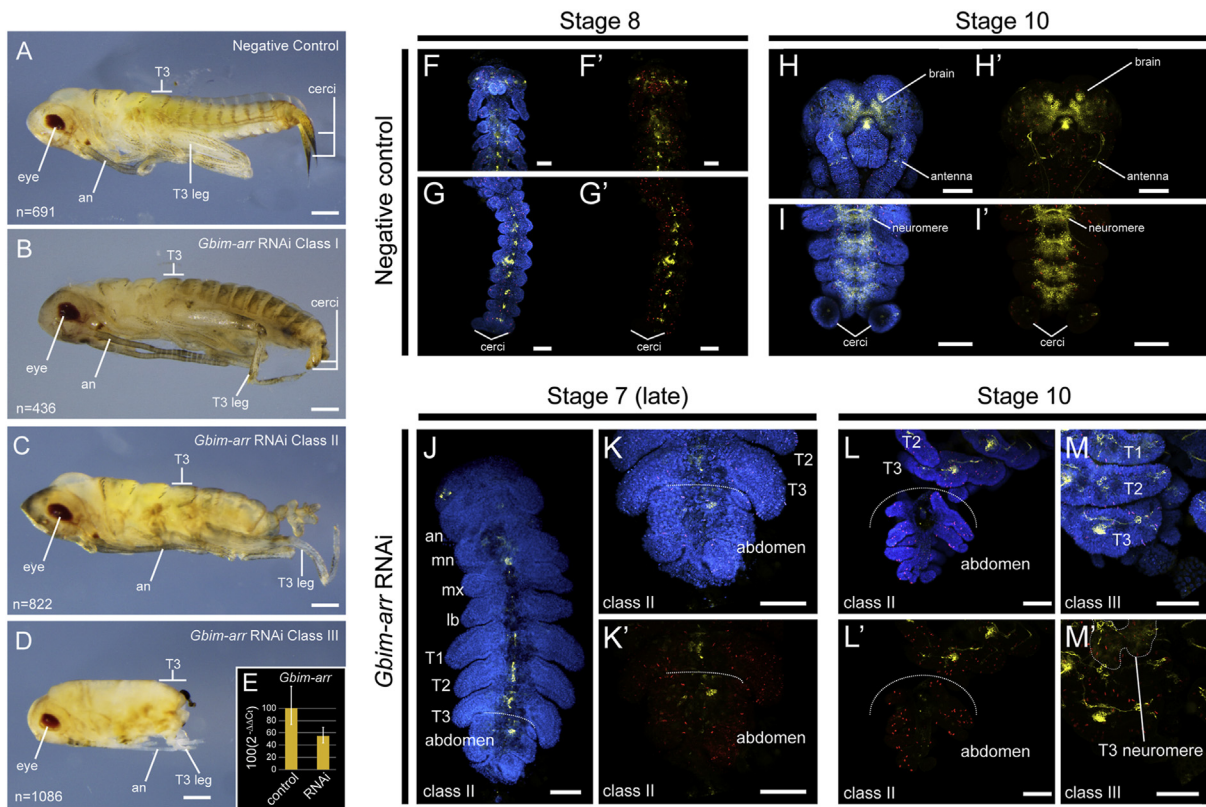 A
Negative Control
T3
cerci
eye
an
T3 leg
n=691
B
Gbim-arr RNAi Class I
T3
cerci
eye
an
T3 leg
n=436
C
Gbim-arr RNAi Class II
T3
eye
an
T3 leg
n=822
D
Gbim-arr RNAi Class III
T3
eye
an
T3 leg
n=1086
E
Gbim-arr
100(2^-ΔΔCt)
100
80
60
40
20
0
control
RNAi
Stage 8
Stage 10
Negative control
F
F’
G
cerci
G’
cerci
H
brain
antenna
H’
brain
antenna
I
neuromere
cerci
I’
neuromere
cerci
Stage 7 (late)
Stage 10
Gbim-arr RNAi
J
an
mn
mx
lb
T1
T2
T3
abdomen
class II
K
T2
T3
abdomen
class II
K’
abdomen
class II
L
T2
T3
abdomen
class II
L’
abdomen
class II
M
T1
T2
T3
class III
M’
T3 neuromere
class III